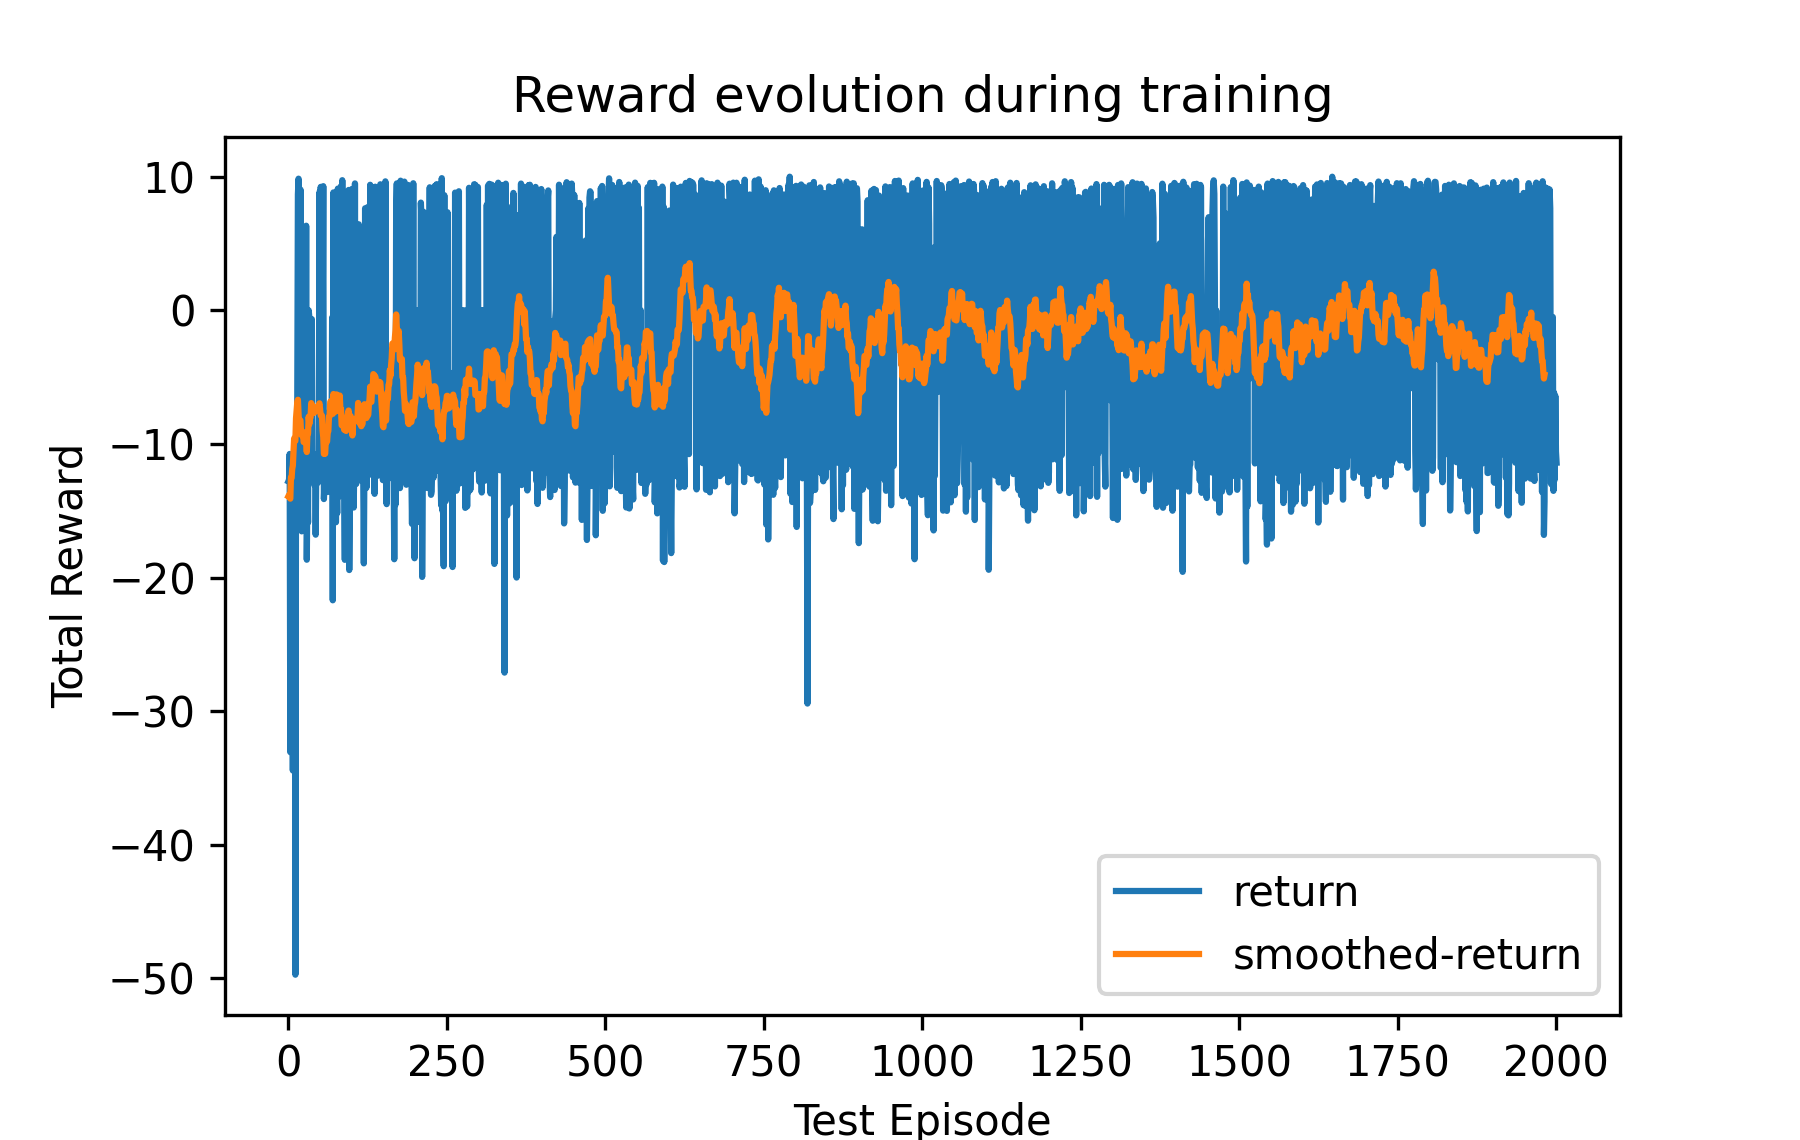 Reward evolution during training
Total Reward
10
0
−10
−20
−30
−40
−50
return
smoothed-return
0 250 500 750 1000 1250 1500 1750 2000
Test Episode